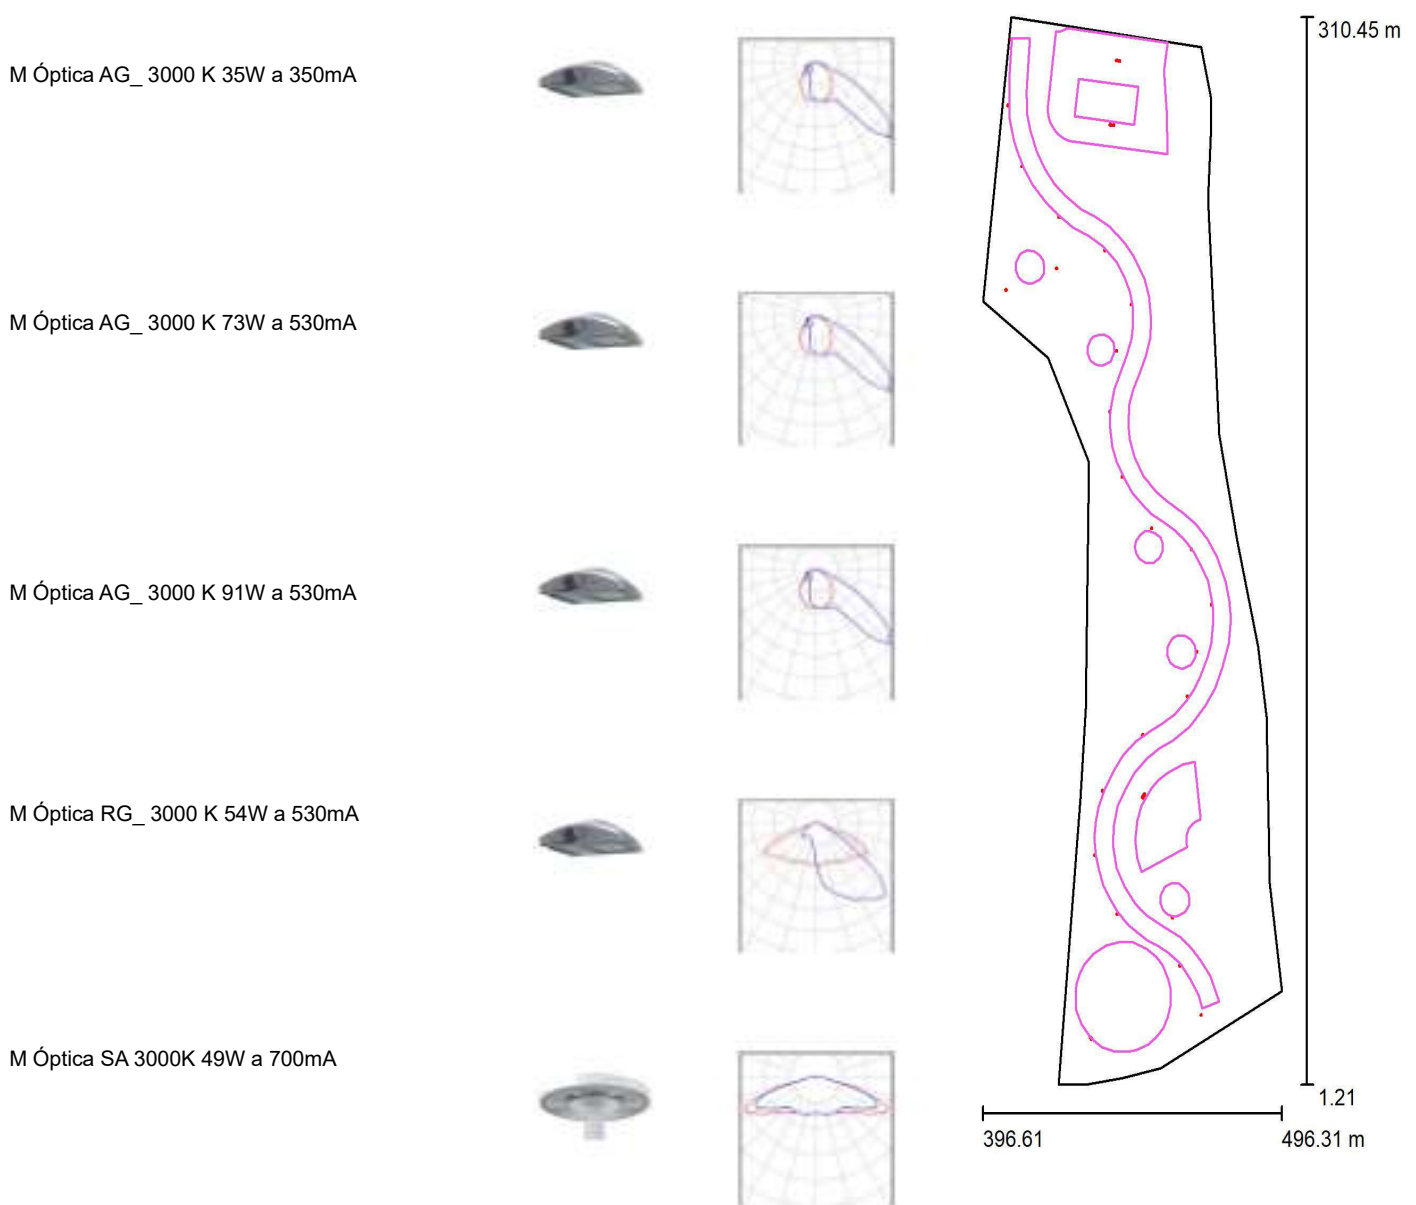 M Óptica AG_ 3000 K 35W a 350mA
M Óptica AG_ 3000 K 73W a 530mA
M Óptica AG_ 3000 K 91W a 530mA
M Óptica RG_ 3000 K 54W a 530mA
M Óptica SA 3000K 49W a 700mA
310.45 m
1.21
396.61
496.31 m